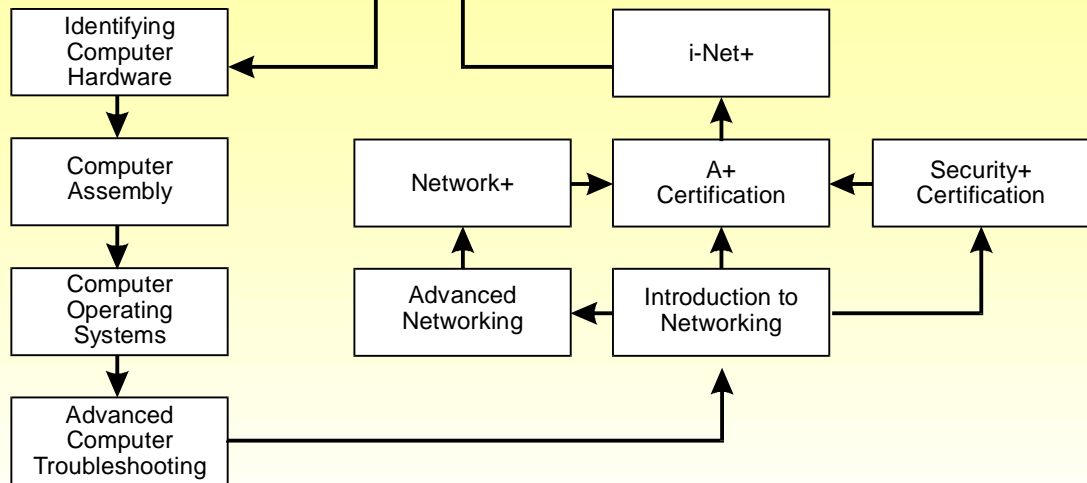 Identifying
Computer
Hardware
i-Net+
Computer
Assembly
Network+
A+
Certification
Security+
Certification
Computer
Operating
Systems
Advanced
Networking
Introduction to
Networking
Advanced
Computer
Troubleshooting